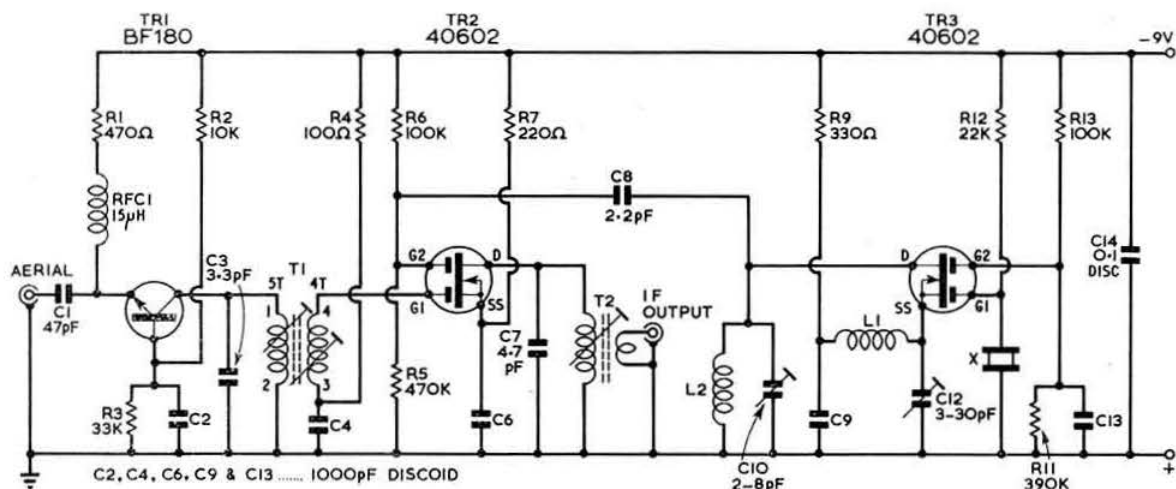 TR1
BF180
TR2
40602
TR3
40602
-9V
R1
470Ω
R2
10K
R4
100Ω
R6
100K
R7
220Ω
R9
330Ω
R12
22K
R13
100K
RFC1
15μH
C8
2·2pF
C14
0·1
DISC
AERIAL
C1
47pF
C3
3·3pF
T1
5T
4T
1
4
2
3
G2
D
G1
SS
T2
IF
OUTPUT
D
G2
SS
G1
L1
C7
4·7
pF
R5
470K
L2
X
C12
3-30pF
R3
33K
C2
C4
C6
C9
C13
C10
2-8pF
R11
390K
+
C2, C4, C6, C9 & C13 ...... 1000pF DISCOID